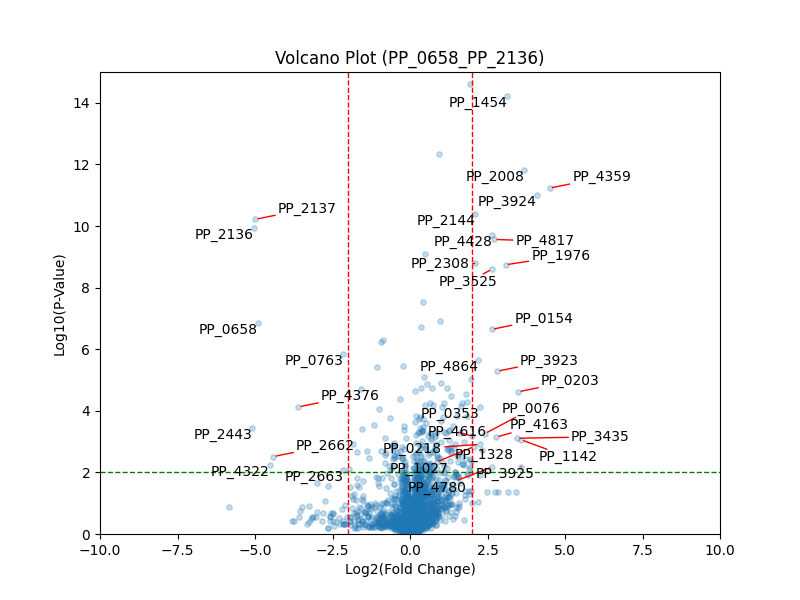 Volcano Plot (PP_0658_PP_2136)
14
PP_1454
12
PP_2008
PP_4359
PP_3924
PP_2137
10
PP_2144
PP_2136
PP_4428
PP_4817
PP_1976
PP_2308
8
PP_3525
PP_0154
PP_0658
6
PP_0763
PP_4864
PP_3923
PP_0203
PP_4376
4
PP_0353
PP_0076
PP_4163
PP_2443
PP_4616
PP_3435
PP_2662
PP_0218
PP_1328
PP_1142
2
PP_4322
PP_2663
PP_1027
PP_3925
PP_4780
0
−10.0
−7.5
−5.0
−2.5
0.0
2.5
5.0
7.5
10.0
Log2(Fold Change)
Log10(P-Value)